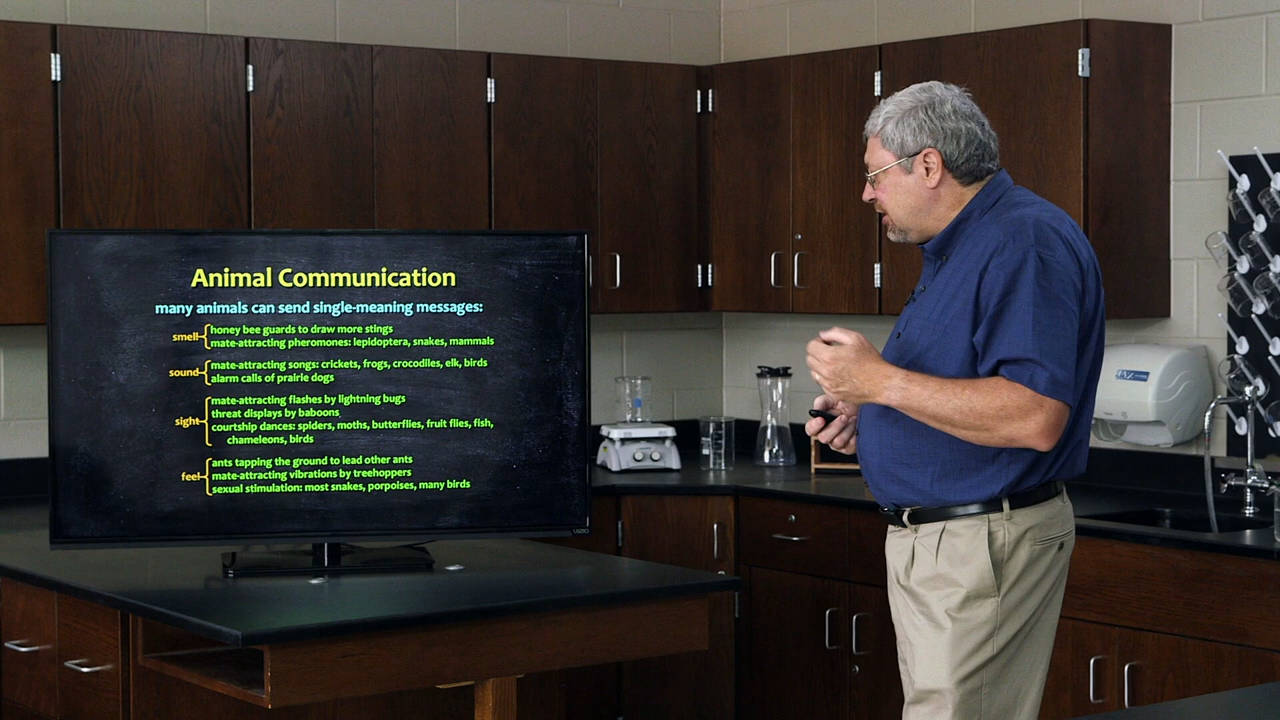 Animal Communication
many animals can send single-meaning messages:
smell
honey bee guards to draw more stings
mate-attracting pheromones: lepidoptera, snakes, mammals
sound
mate-attracting songs: crickets, frogs, crocodiles, elk, birds
alarm calls of prairie dogs
sight
mate-attracting flashes by lightning bugs
threat displays by baboons
courtship dances: spiders, moths, butterflies, fruit flies, fish,
chameleons, birds
feel
ants tapping the ground to lead other ants
mate-attracting vibrations by treehoppers
sexual stimulation: most snakes, porpoises, many birds
VIZIO